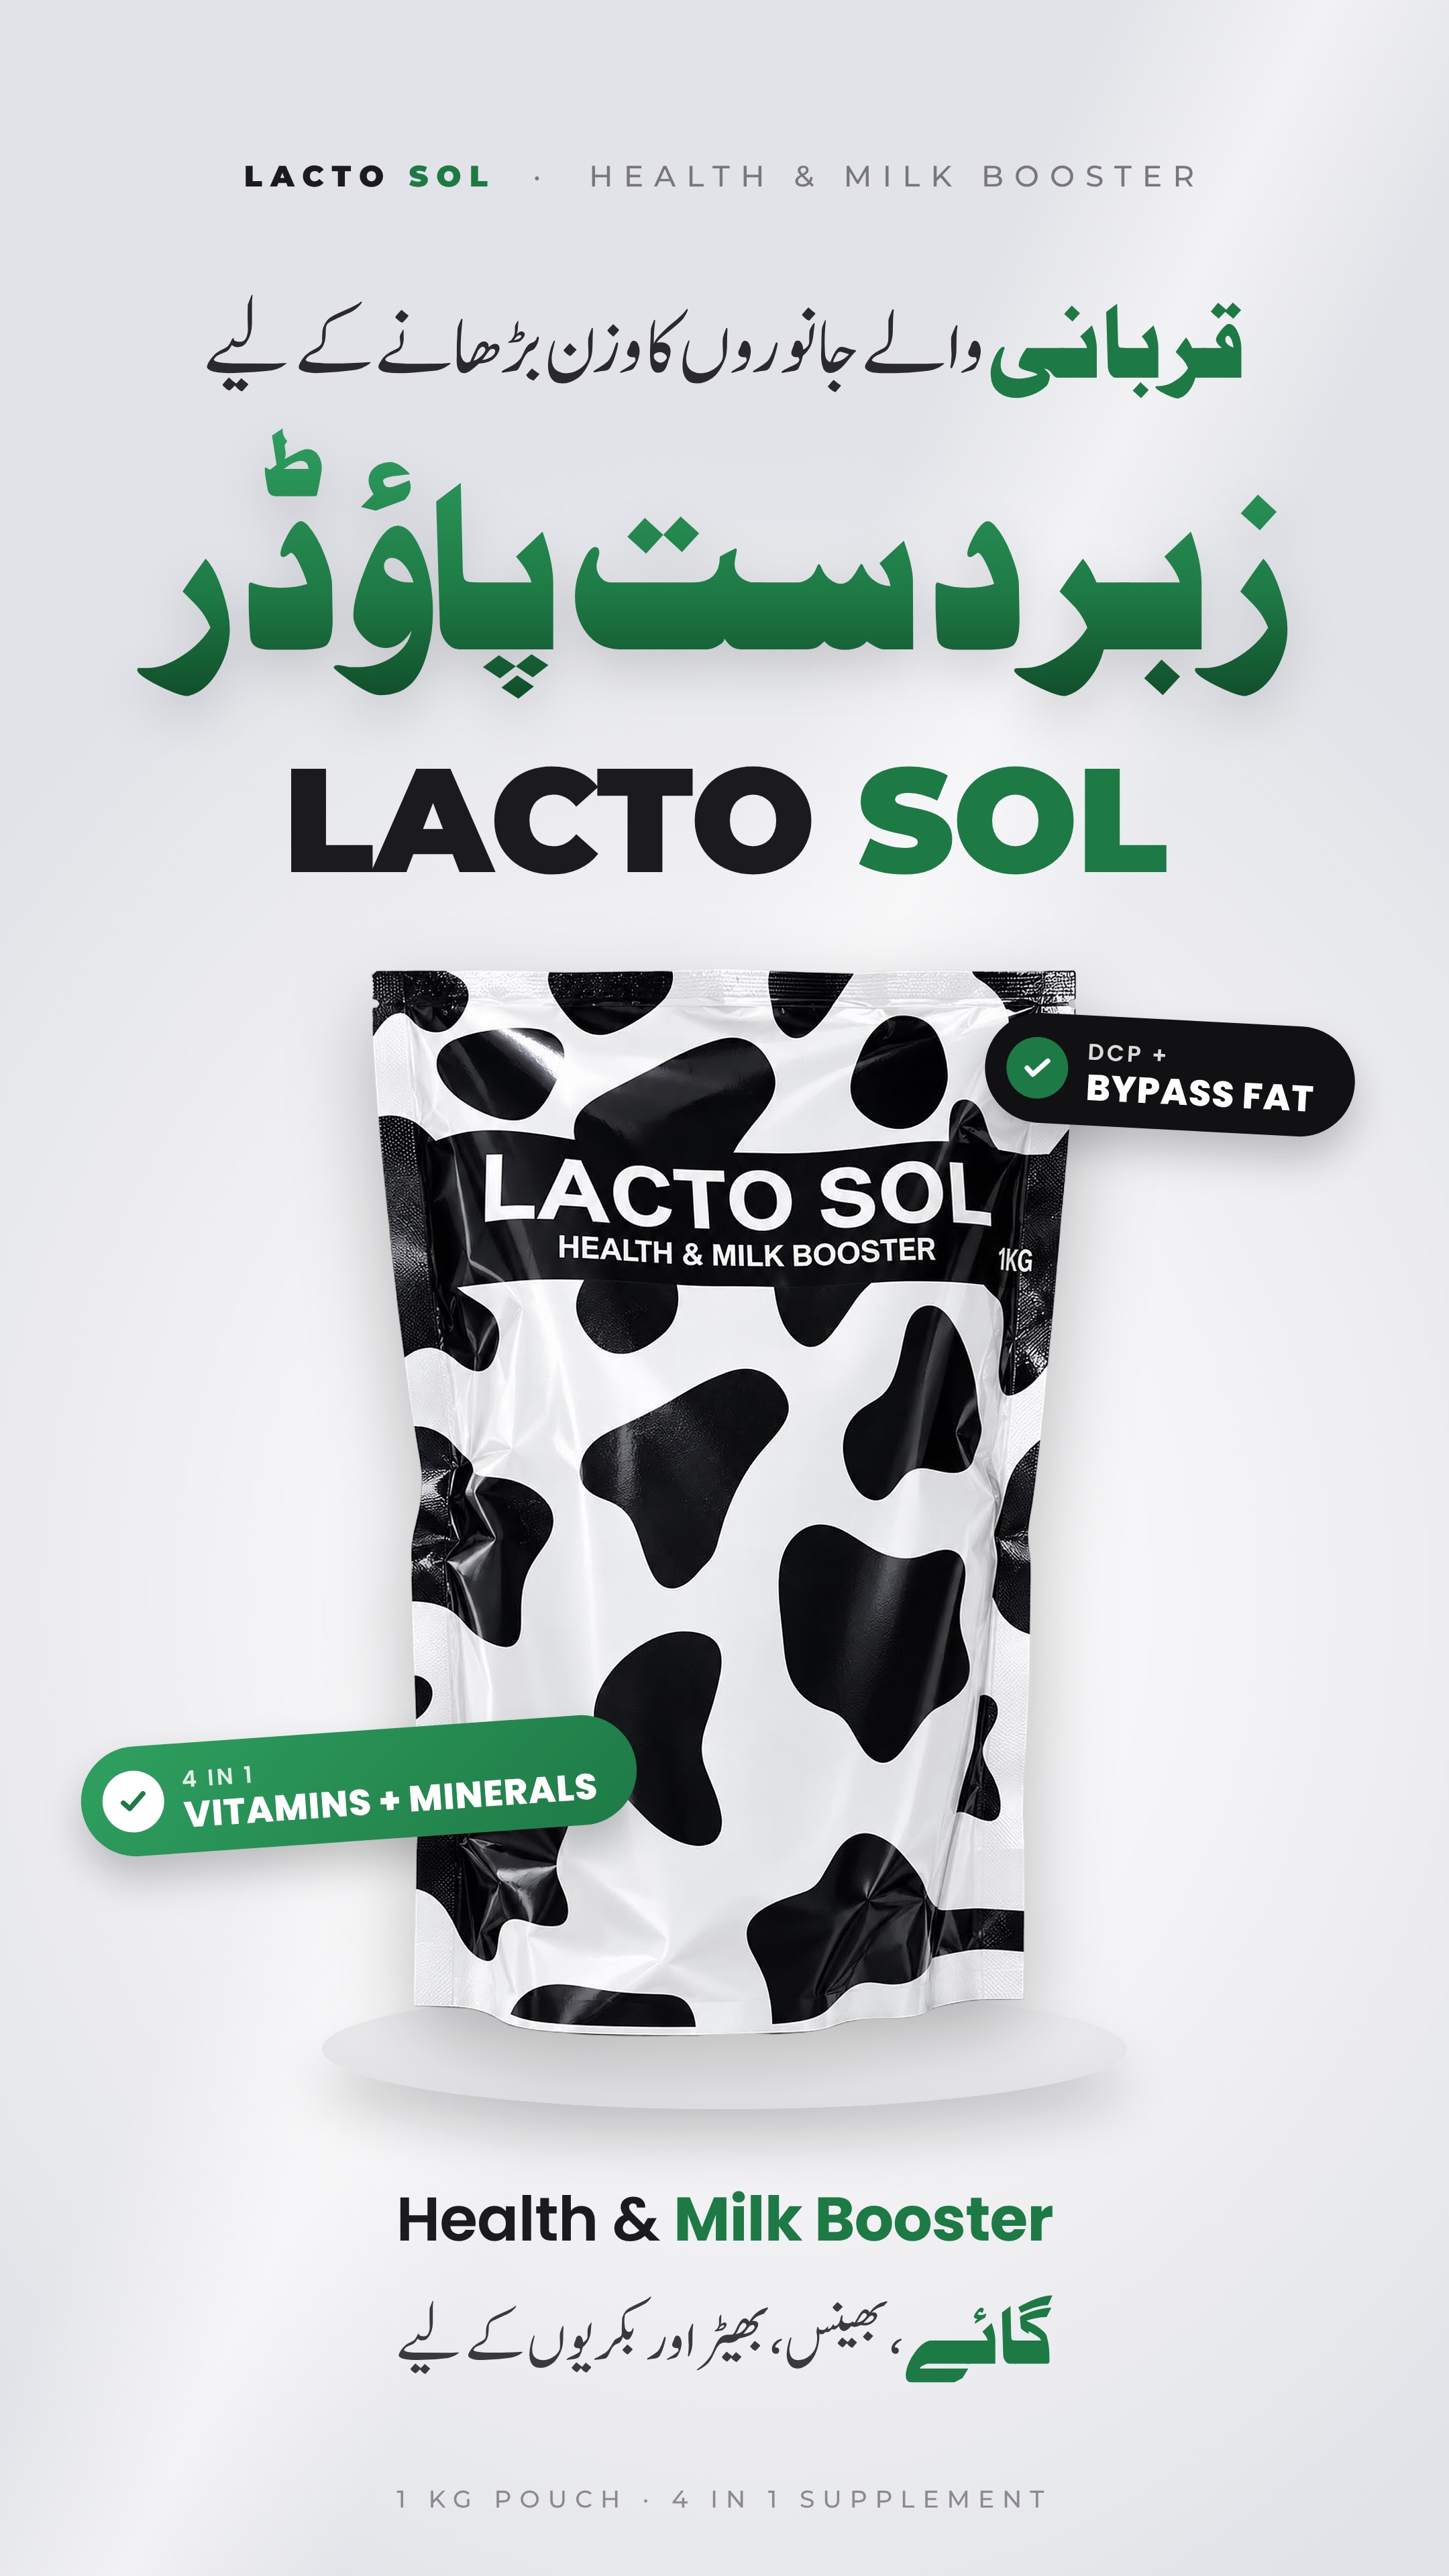 LACTO SOL · HEALTH & MILK BOOSTER
قربانی والے جانوروں کا وزن بڑھانے کے لیے
زبردست پاؤڈر
LACTO SOL
DCP +
BYPASS FAT
LACTO SOL
HEALTH & MILK BOOSTER
1KG
4 IN 1
VITAMINS + MINERALS
Health & Milk Booster
گائے، بھینس، بھیڑ اور بکریوں کے لیے
1 KG POUCH · 4 IN 1 SUPPLEMENT